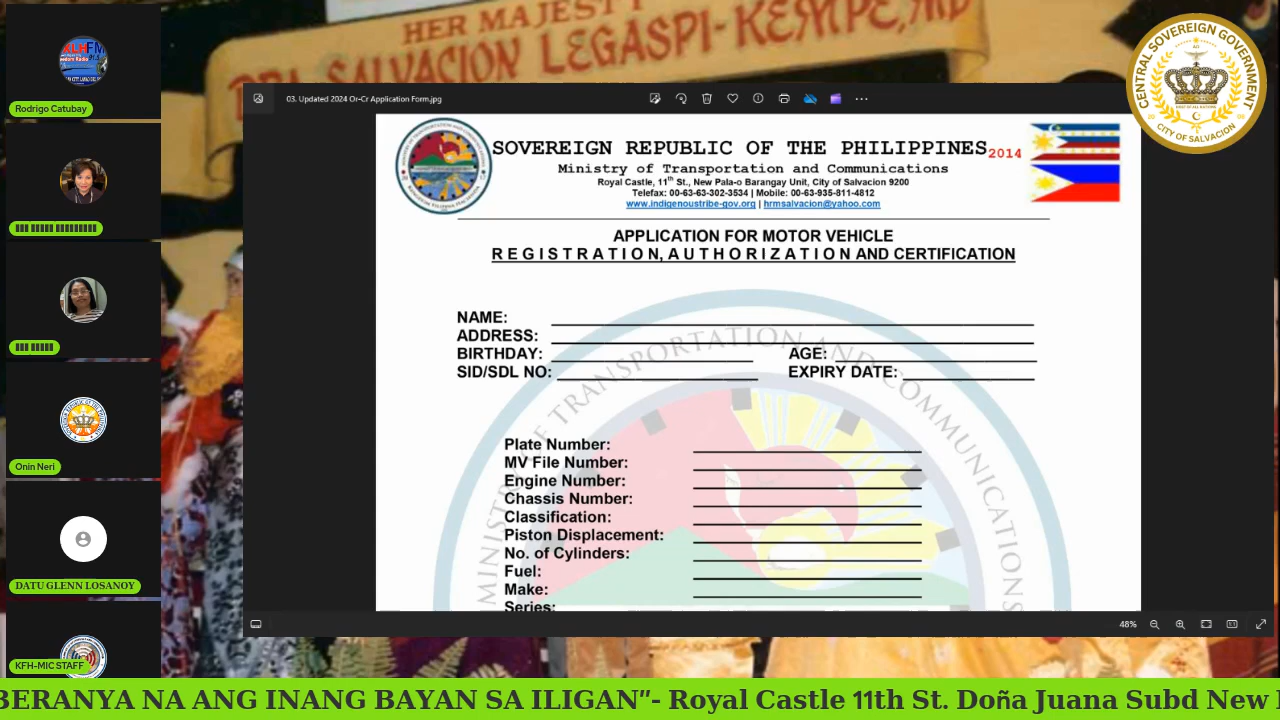 HER MAJESTY
DRA. SALVACION LEGASPI-KEMPE, MD
CENTRAL SOVEREIGN GOVERNMENT
CITY OF SALVACION
Rodrigo Catubay
Onin Neri
DATU GLENN LOSANOY
KFH-MIC STAFF
03. Updated 2024 Or-Cr Application Form.jpg
SOVEREIGN REPUBLIC OF THE PHILIPPINES 2014
Ministry of Transportation and Communications
Royal Castle, 11th St., New Pala-o Barangay Unit, City of Salvacion 9200
Telefax: 00-63-63-302-3534 | Mobile: 00-63-935-811-4812
www.indigenoustribe-gov.org | hrmsalvacion@yahoo.com
APPLICATION FOR MOTOR VEHICLE
REGISTRATION, AUTHORIZATION AND CERTIFICATION
NAME:
ADDRESS:
BIRTHDAY: AGE:
SID/SDL NO: EXPIRY DATE:
MINISTRY OF TRANSPORTATION AND COMMUNICATIONS
Plate Number:
MV File Number:
Engine Number:
Chassis Number:
Classification:
Piston Displacement:
No. of Cylinders:
Fuel:
Make:
Series:
48%
BERANYA NA ANG INANG BAYAN SA ILIGAN"- Royal Castle 11th St. Doña Juana Subd New